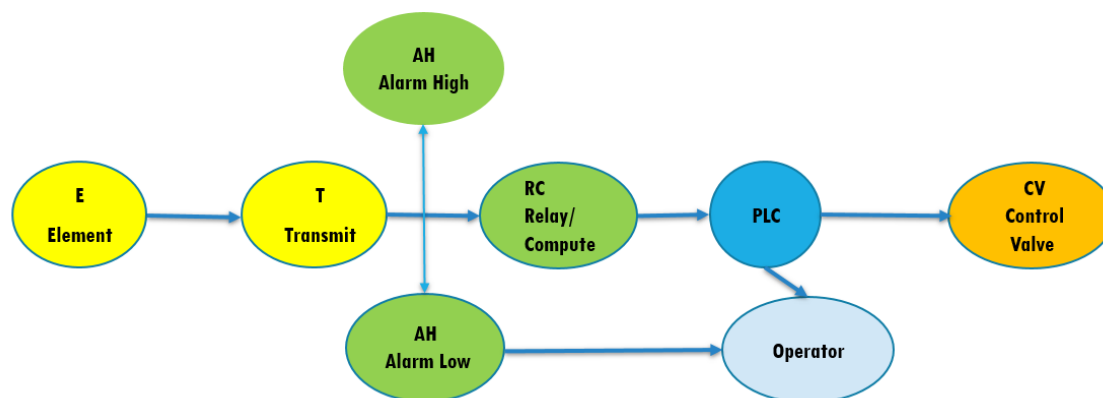 AH
Alarm High
E
Element
T
Transmit
RC
Relay/
Compute
PLC
CV
Control
Valve
AH
Alarm Low
Operator